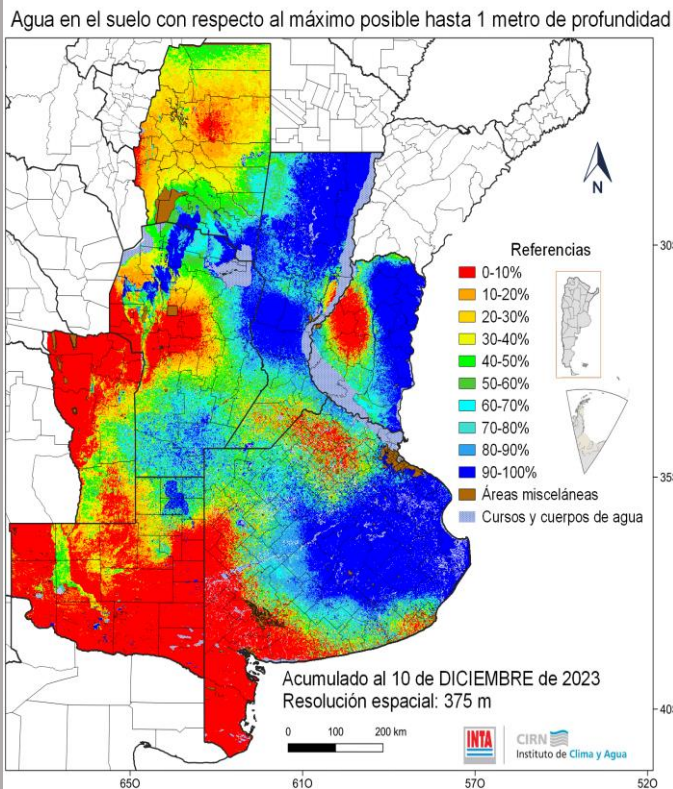 Agua en el suelo con respecto al máximo posible hasta 1 metro de profundidad
N
30S
Referencias
0-10%
10-20%
20-30%
30-40%
40-50%
50-60%
60-70%
70-80%
80-90%
90-100%
Áreas misceláneas
Cursos y cuerpos de agua
35S
Acumulado al 10 de DICIEMBRE de 2023
Resolución espacial: 375 m
0 100 200 km
INTA
CIRN
Instituto de Clima y Agua
40S
65O 61O 57O 52O